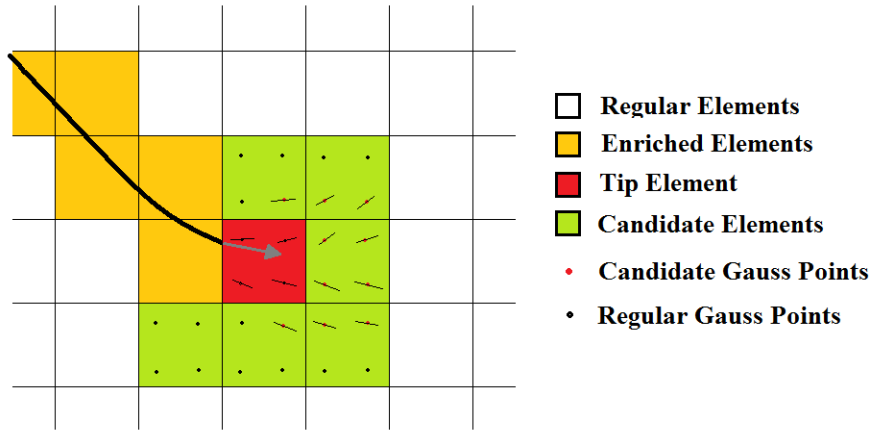 Regular Elements
Enriched Elements
Tip Element
Candidate Elements
Candidate Gauss Points
Regular Gauss Points